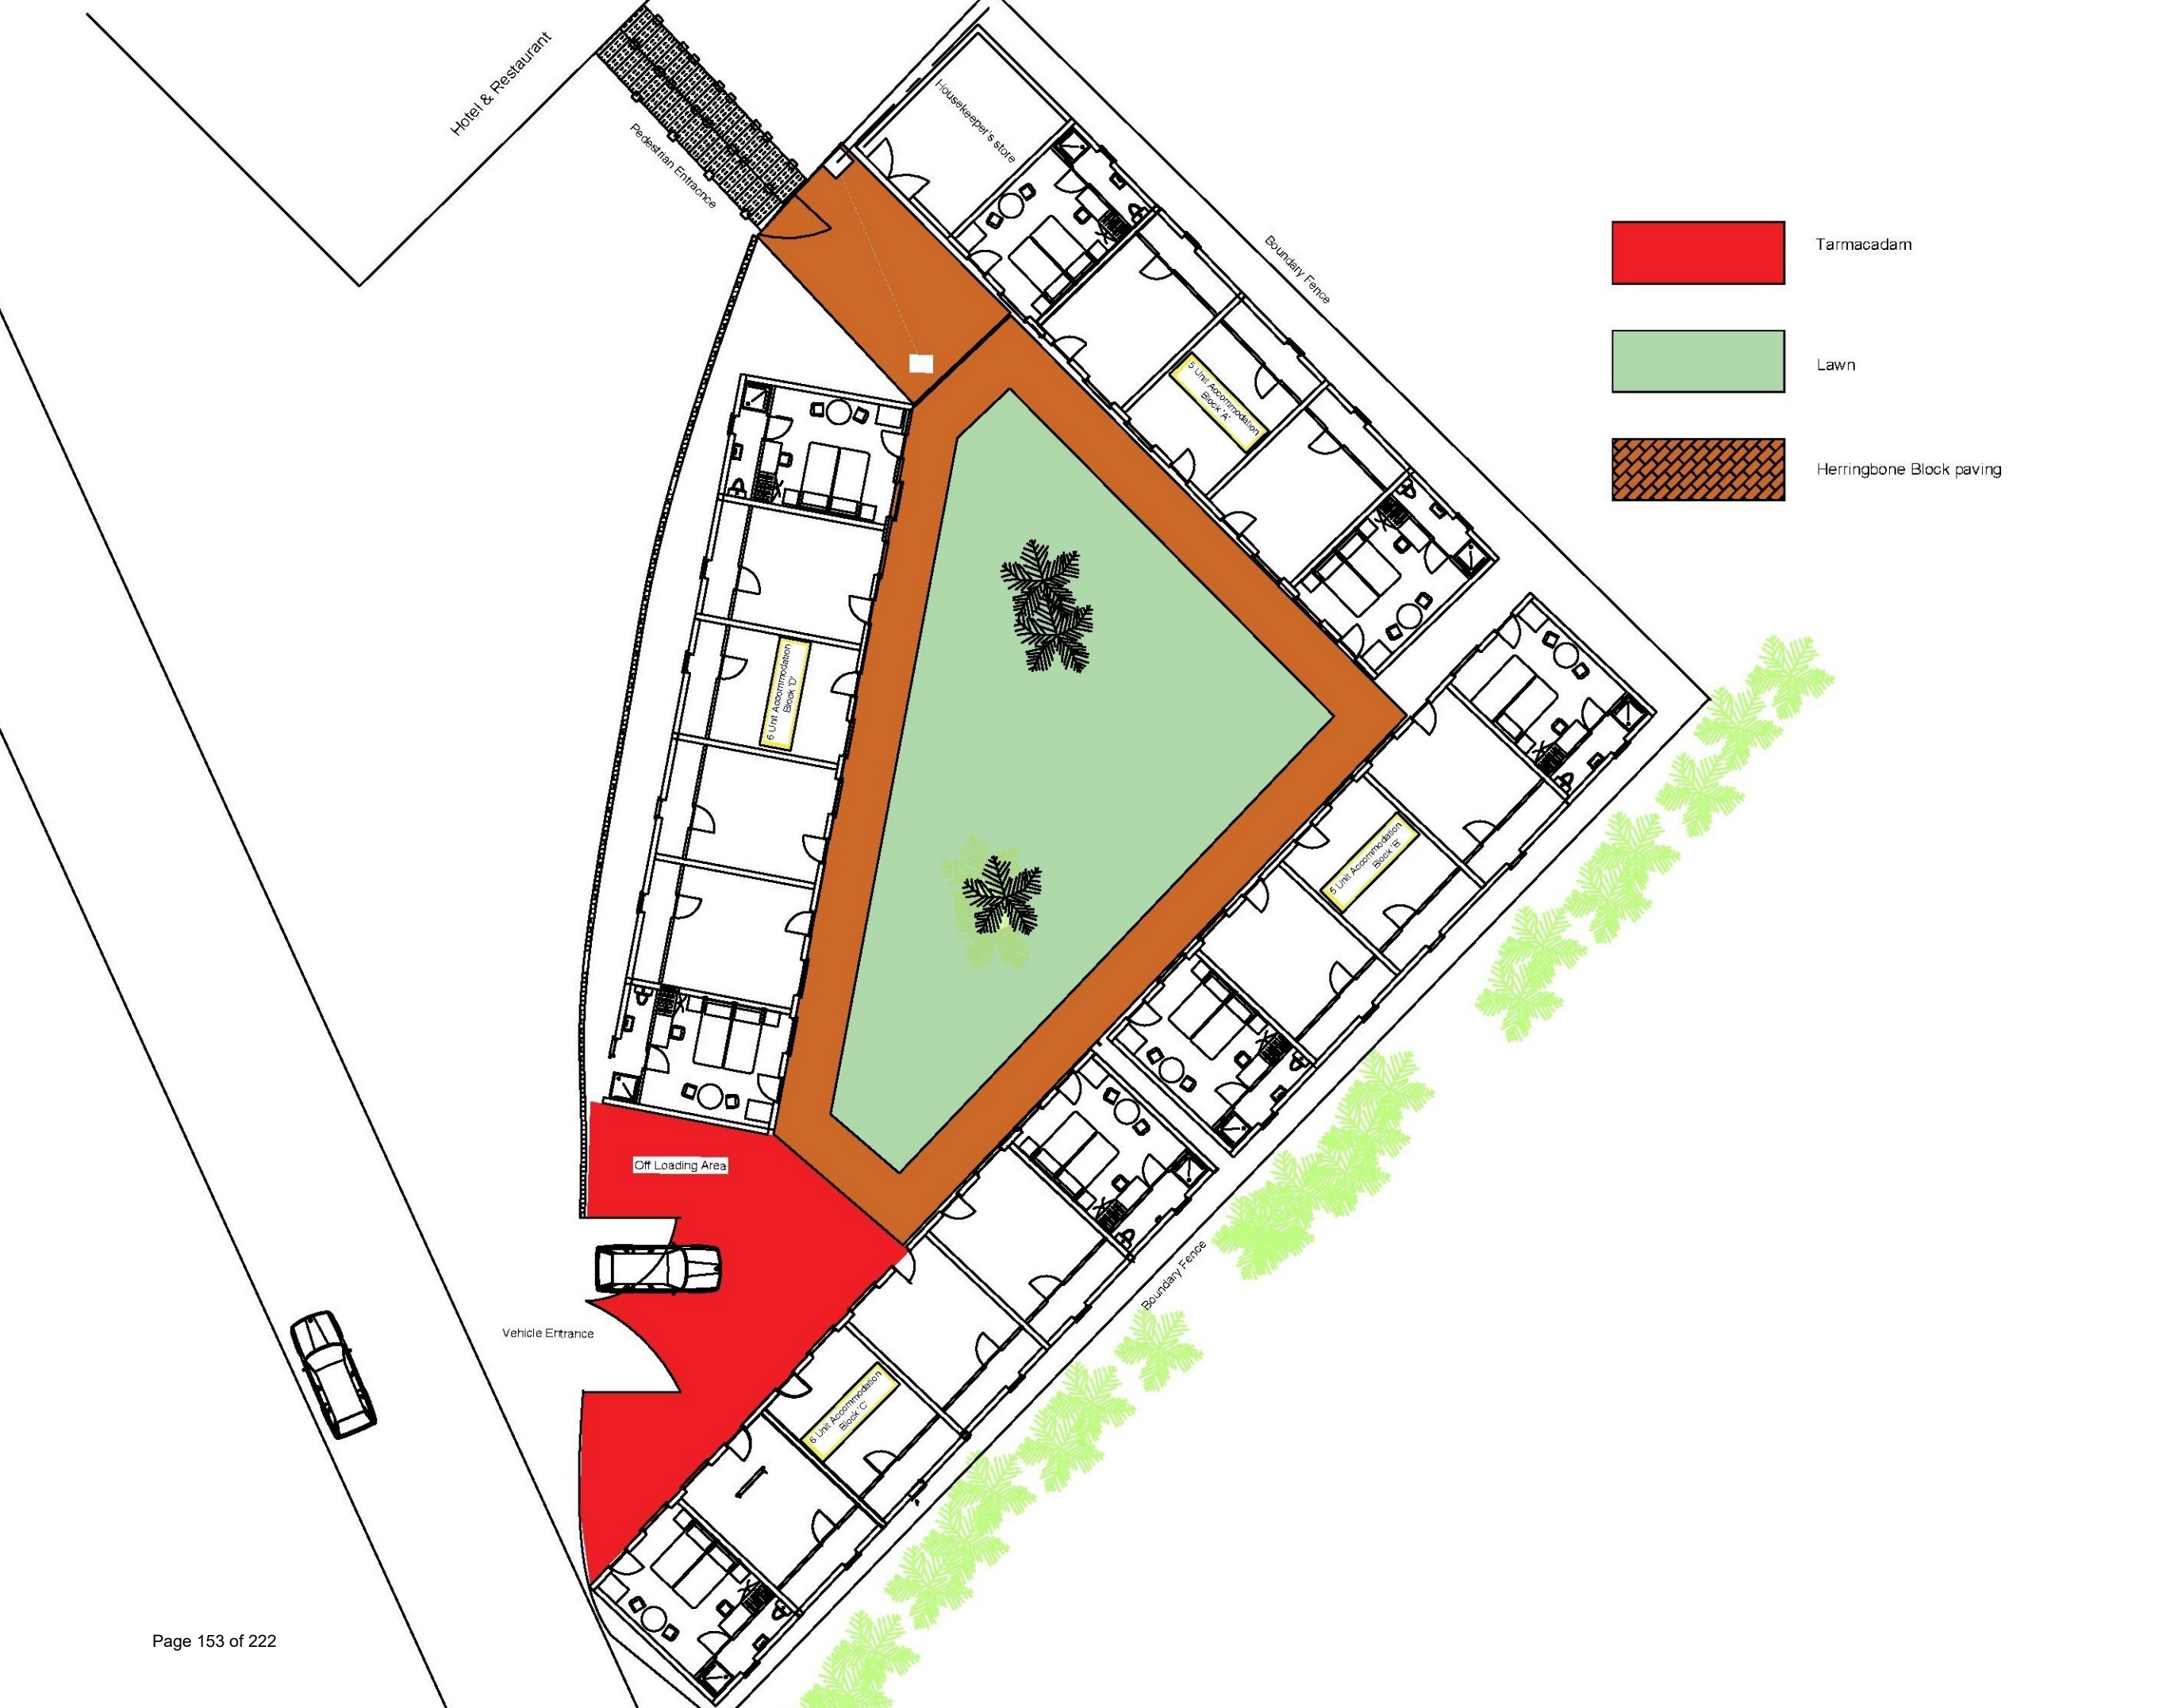 Hotel & Restaurant
Pedestrian Entracnce
Housekeeper's store
Boundary Fence
Tarmacadam
Lawn
Herringbone Block paving
5 Unit Accommodation
Block 'A'
6 Unit Accommodation
Block 'D'
5 Unit Accommodation
Block 'B'
Off Loading Area
Boundary Fence
Vehicle Entrance
6 Unit Accommodation
Block 'C'
Page 153 of 222